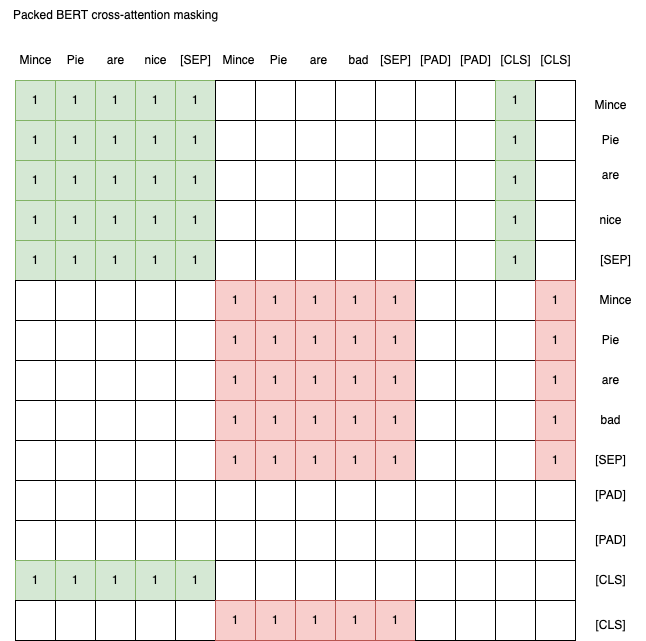 Packed BERT cross-attention masking
Mince Pie are nice [SEP] Mince Pie are bad [SEP] [PAD] [PAD] [CLS] [CLS]
1 1 1 1 1 1 Mince
1 1 1 1 1 1 Pie
1 1 1 1 1 1 are
1 1 1 1 1 1 nice
1 1 1 1 1 1 [SEP]
1 1 1 1 1 1 Mince
1 1 1 1 1 1 Pie
1 1 1 1 1 1 are
1 1 1 1 1 1 bad
1 1 1 1 1 1 [SEP]
[PAD]
[PAD]
1 1 1 1 1 [CLS]
1 1 1 1 1 [CLS]